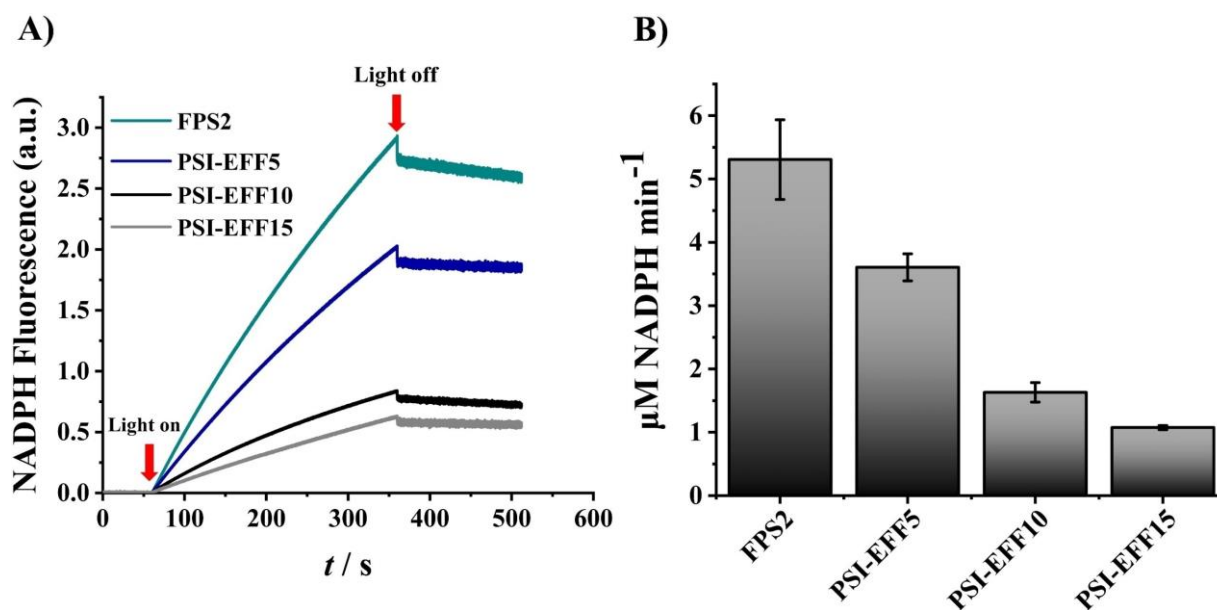 A)
Light off
FPS2
PSI-EFF5
PSI-EFF10
PSI-EFF15
Light on
NADPH Fluorescence (a.u.)
3.0
2.5
2.0
1.5
1.0
0.5
0.0
0 100 200 300 400 500 600
t / s
B)
µM NADPH min⁻¹
6
5
4
3
2
1
0
FPS2
PSI-EFF5
PSI-EFF10
PSI-EFF15